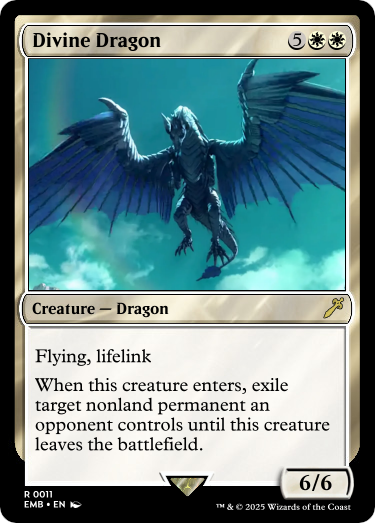 Divine Dragon 5
Creature — Dragon
Flying, lifelink
When this creature enters, exile
target nonland permanent an
opponent controls until this creature
leaves the battlefield.
6/6
R 0011
EMB • EN
™ & © 2025 Wizards of the Coast